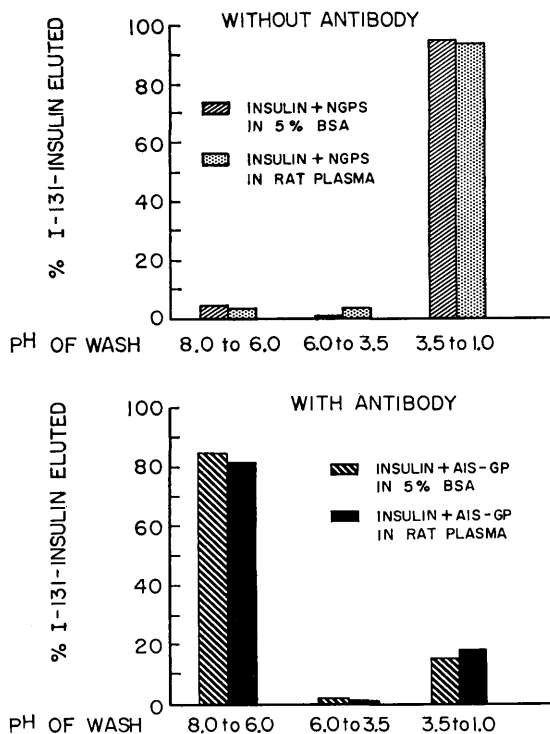 WITHOUT ANTIBODY
% I-131-INSULIN ELUTED
100
80
60
40
20
0
INSULIN + NGPS
IN 5% BSA
INSULIN + NGPS
IN RAT PLASMA
PH OF WASH 8.0 to 6.0 6.0 to 3.5 3.5 to 1.0
WITH ANTIBODY
% I-131-INSULIN ELUTED
100
80
60
40
20
0
INSULIN + AIS-GP
IN 5% BSA
INSULIN + AIS-GP
IN RAT PLASMA
PH OF WASH 8.0 to 6.0 6.0 to 3.5 3.5 to 1.0